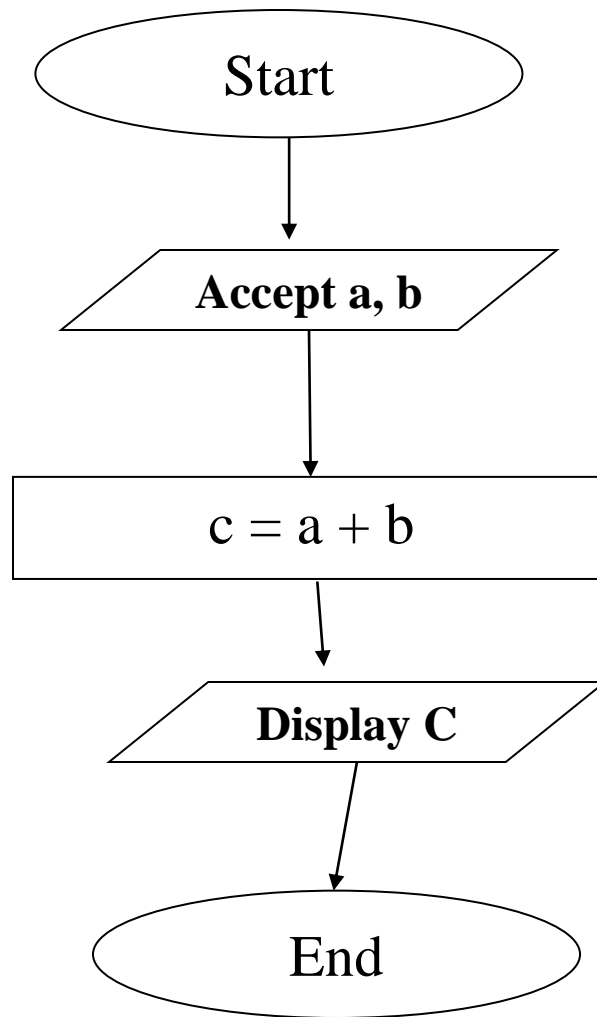 Start
Accept a, b
c = a + b
Display C
End